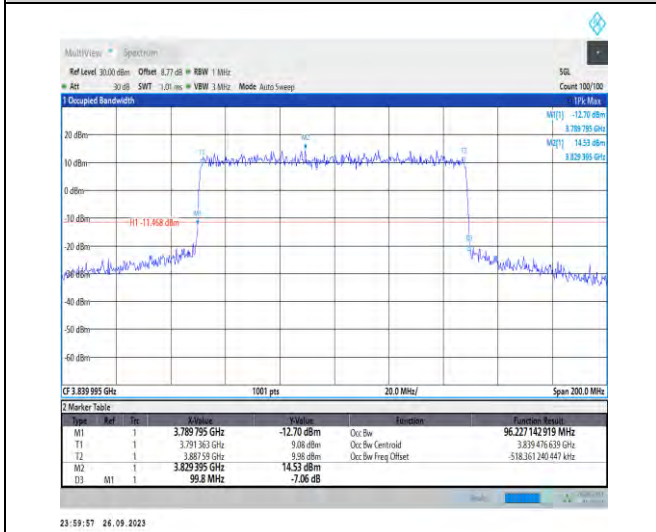 MultiView Spectrum
Ref Level 30.00 dBm Offset 8.77 dB RBW 1 MHz SGL
Att 30 dB SWT 1.01 ms VBW 3 MHz Mode Auto Sweep Count 100/100
1 Occupied Bandwidth 1Pk Max
M1[1] -12.70 dBm
3.789 795 GHz
M2[1] 14.53 dBm
3.829 395 GHz
20 dBm
M2
T1 T2
10 dBm
0 dBm
-10 dBm
M1
H1 -11.468 dBm
-20 dBm
D3
-30 dBm
-40 dBm
-50 dBm
-60 dBm
CF 3.839 995 GHz 1001 pts 20.0 MHz/ Span 200.0 MHz
2 Marker Table
Type Ref Trc X-Value Y-Value Function Function Result
M1 1 3.789 795 GHz -12.70 dBm Occ Bw 96.227 142 919 MHz
T1 1 3.791 363 GHz 9.08 dBm Occ Bw Centroid 3.839 476 639 GHz
T2 1 3.887 59 GHz 9.98 dBm Occ Bw Freq Offset -518.361 240 447 kHz
M2 1 3.829 395 GHz 14.53 dBm
D3 M1 1 99.8 MHz -7.06 dB
23:59:57 26.09.2023